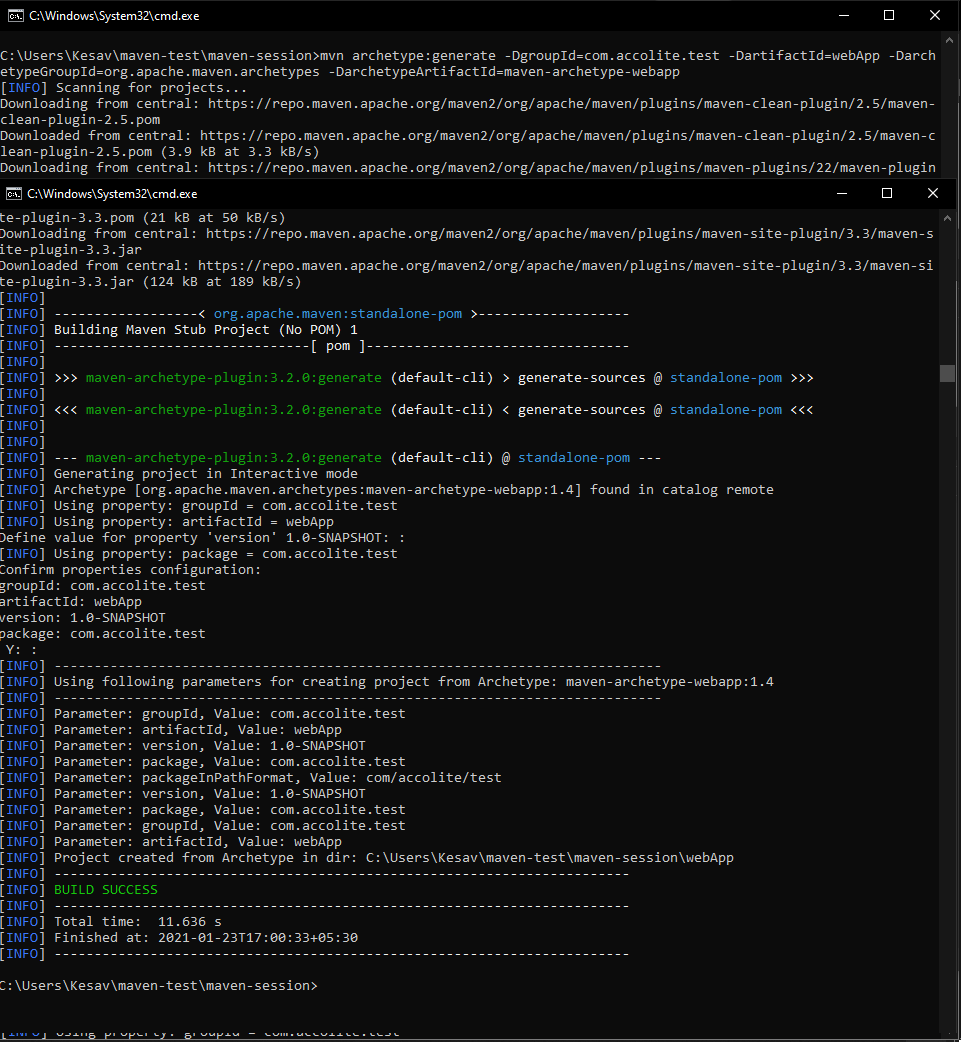 C:\Windows\System32\cmd.exe
C:\Users\Kesav\maven-test\maven-session>mvn archetype:generate -DgroupId=com.accolite.test -DartifactId=webApp -Darch
etypeGroupId=org.apache.maven.archetypes -DarchetypeArtifactId=maven-archetype-webapp
[INFO] Scanning for projects...
Downloading from central: https://repo.maven.apache.org/maven2/org/apache/maven/plugins/maven-clean-plugin/2.5/maven-
clean-plugin-2.5.pom
Downloaded from central: https://repo.maven.apache.org/maven2/org/apache/maven/plugins/maven-clean-plugin/2.5/maven-c
lean-plugin-2.5.pom (3.9 kB at 3.3 kB/s)
Downloading from central: https://repo.maven.apache.org/maven2/org/apache/maven/plugins/maven-plugins/22/maven-plugin
C:\Windows\System32\cmd.exe
te-plugin-3.3.pom (21 kB at 50 kB/s)
Downloading from central: https://repo.maven.apache.org/maven2/org/apache/maven/plugins/maven-site-plugin/3.3/maven-s
ite-plugin-3.3.jar
Downloaded from central: https://repo.maven.apache.org/maven2/org/apache/maven/plugins/maven-site-plugin/3.3/maven-si
te-plugin-3.3.jar (124 kB at 189 kB/s)
[INFO]
[INFO] ------------------< org.apache.maven:standalone-pom >-------------------
[INFO] Building Maven Stub Project (No POM) 1
[INFO] --------------------------------[ pom ]---------------------------------
[INFO]
[INFO] >>> maven-archetype-plugin:3.2.0:generate (default-cli) > generate-sources @ standalone-pom >>>
[INFO]
[INFO] <<< maven-archetype-plugin:3.2.0:generate (default-cli) < generate-sources @ standalone-pom <<<
[INFO]
[INFO]
[INFO] --- maven-archetype-plugin:3.2.0:generate (default-cli) @ standalone-pom ---
[INFO] Generating project in Interactive mode
[INFO] Archetype [org.apache.maven.archetypes:maven-archetype-webapp:1.4] found in catalog remote
[INFO] Using property: groupId = com.accolite.test
[INFO] Using property: artifactId = webApp
Define value for property 'version' 1.0-SNAPSHOT: :
[INFO] Using property: package = com.accolite.test
Confirm properties configuration:
groupId: com.accolite.test
artifactId: webApp
version: 1.0-SNAPSHOT
package: com.accolite.test
Y: :
[INFO] ----------------------------------------------------------------------------
[INFO] Using following parameters for creating project from Archetype: maven-archetype-webapp:1.4
[INFO] ----------------------------------------------------------------------------
[INFO] Parameter: groupId, Value: com.accolite.test
[INFO] Parameter: artifactId, Value: webApp
[INFO] Parameter: version, Value: 1.0-SNAPSHOT
[INFO] Parameter: package, Value: com.accolite.test
[INFO] Parameter: packageInPathFormat, Value: com/accolite/test
[INFO] Parameter: version, Value: 1.0-SNAPSHOT
[INFO] Parameter: package, Value: com.accolite.test
[INFO] Parameter: groupId, Value: com.accolite.test
[INFO] Parameter: artifactId, Value: webApp
[INFO] Project created from Archetype in dir: C:\Users\Kesav\maven-test\maven-session\webApp
[INFO] ------------------------------------------------------------------------
[INFO] BUILD SUCCESS
[INFO] ------------------------------------------------------------------------
[INFO] Total time:  11.636 s
[INFO] Finished at: 2021-01-23T17:00:33+05:30
[INFO] ------------------------------------------------------------------------
C:\Users\Kesav\maven-test\maven-session>
[INFO] Using property: groupId = com.accolite.test